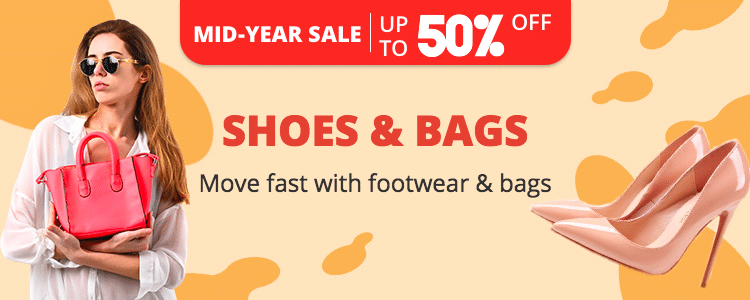 MID-YEAR SALE
UP TO 50% OFF
SHOES & BAGS
Move fast with footwear & bags